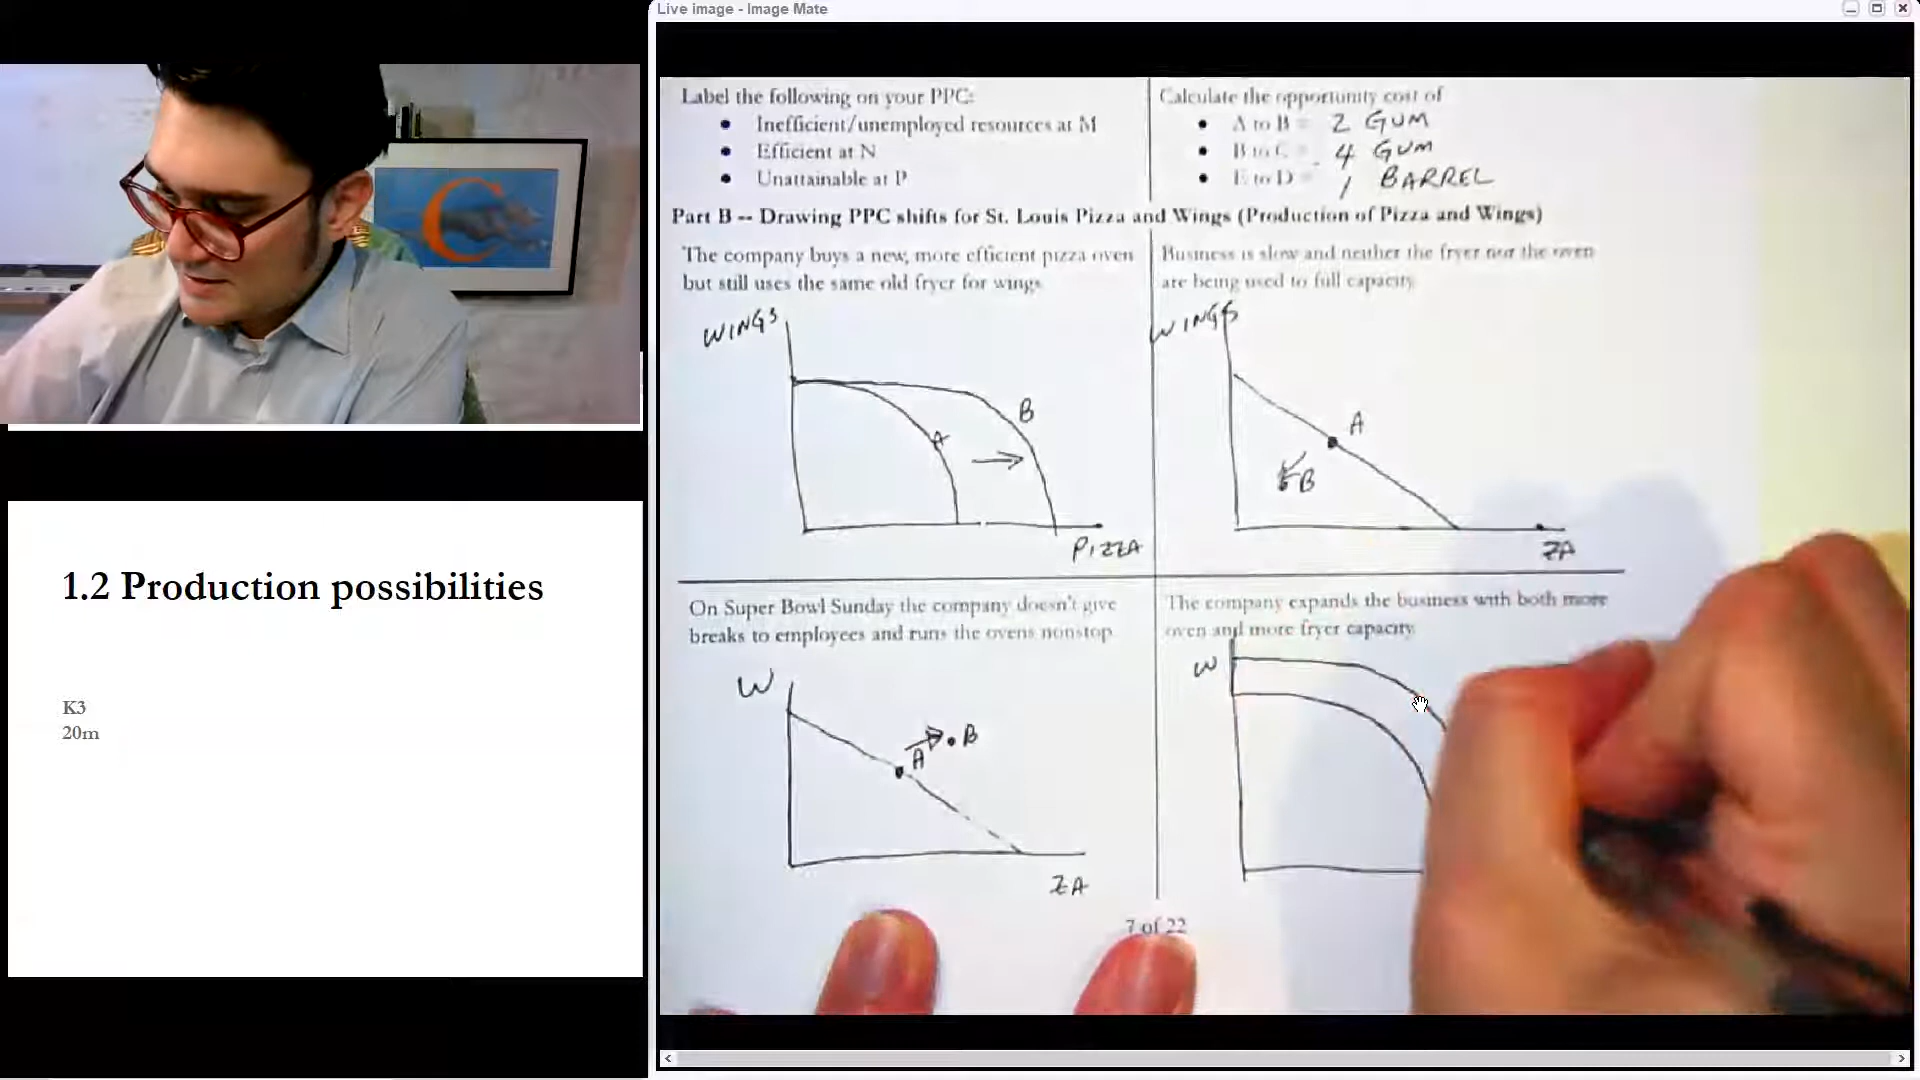 Live image - Image Mate
Label the following on your PPC:
Inefficient/unemployed resources at M
Efficient at N
Unattainable at P
Calculate the opportunity cost of
A to B = 2 GUM
B to C = 4 GUM
E to D = 1 BARREL
Part B -- Drawing PPC shifts for St. Louis Pizza and Wings (Production of Pizza and Wings)
The company buys a new, more efficient pizza oven
but still uses the same old fryer for wings
WINGS
A
B
PIZZA
Business is slow and neither the fryer nor the oven
are being used to full capacity
WINGS
A
B
ZA
On Super Bowl Sunday the company doesn't give
breaks to employees and runs the ovens nonstop
W
A
B
ZA
The company expands the business with both more
oven and more fryer capacity
W
7 of 22
C
1.2 Production possibilities
K3
20m